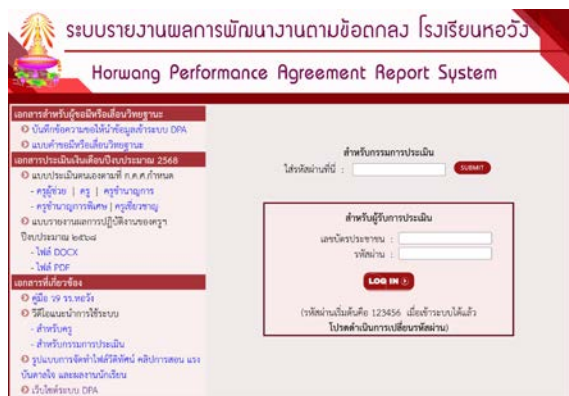 ระบบรายงานผลการพัฒนางานตามข้อตกลง โรงเรียนหอวัง
Horwang Performance Agreement Report System
เอกสารสำหรับผู้ขอมีหรือเลื่อนวิทยฐานะ
บันทึกข้อความขอให้นำข้อมูลเข้าระบบ DPA
แบบคำขอมีหรือเลื่อนวิทยฐานะ
เอกสารประเมินเงินเดือนปีงบประมาณ 2568
แบบประเมินตนเองตามที่ ก.ค.ศ.กำหนด
- ครูผู้ช่วย | ครู | ครูชำนาญการ
- ครูชำนาญการพิเศษ | ครูเชี่ยวชาญ
แบบรายงานผลการปฏิบัติงานของครูฯ
ปีงบประมาณ ๒๕๖๘
- ไฟล์ DOCX
- ไฟล์ PDF
เอกสารที่เกี่ยวข้อง
คู่มือ ว9 รร.หอวัง
วีดีโอแนะนำการใช้ระบบ
- สำหรับครู
- สำหรับกรรมการประเมิน
รูปแบบการจัดทำไฟล์วีดิทัศน์ คลิปการสอน แรง
บันดาลใจ และผลงานนักเรียน
เว็บไซต์ระบบ DPA
สำหรับกรรมการประเมิน
ใส่รหัสผ่านที่นี่ :
SUBMIT
สำหรับผู้รับการประเมิน
เลขบัตรประชาชน :
รหัสผ่าน :
LOG IN
(รหัสผ่านเริ่มต้นคือ 123456 เมื่อเข้าระบบได้แล้ว
โปรดดำเนินการเปลี่ยนรหัสผ่าน)